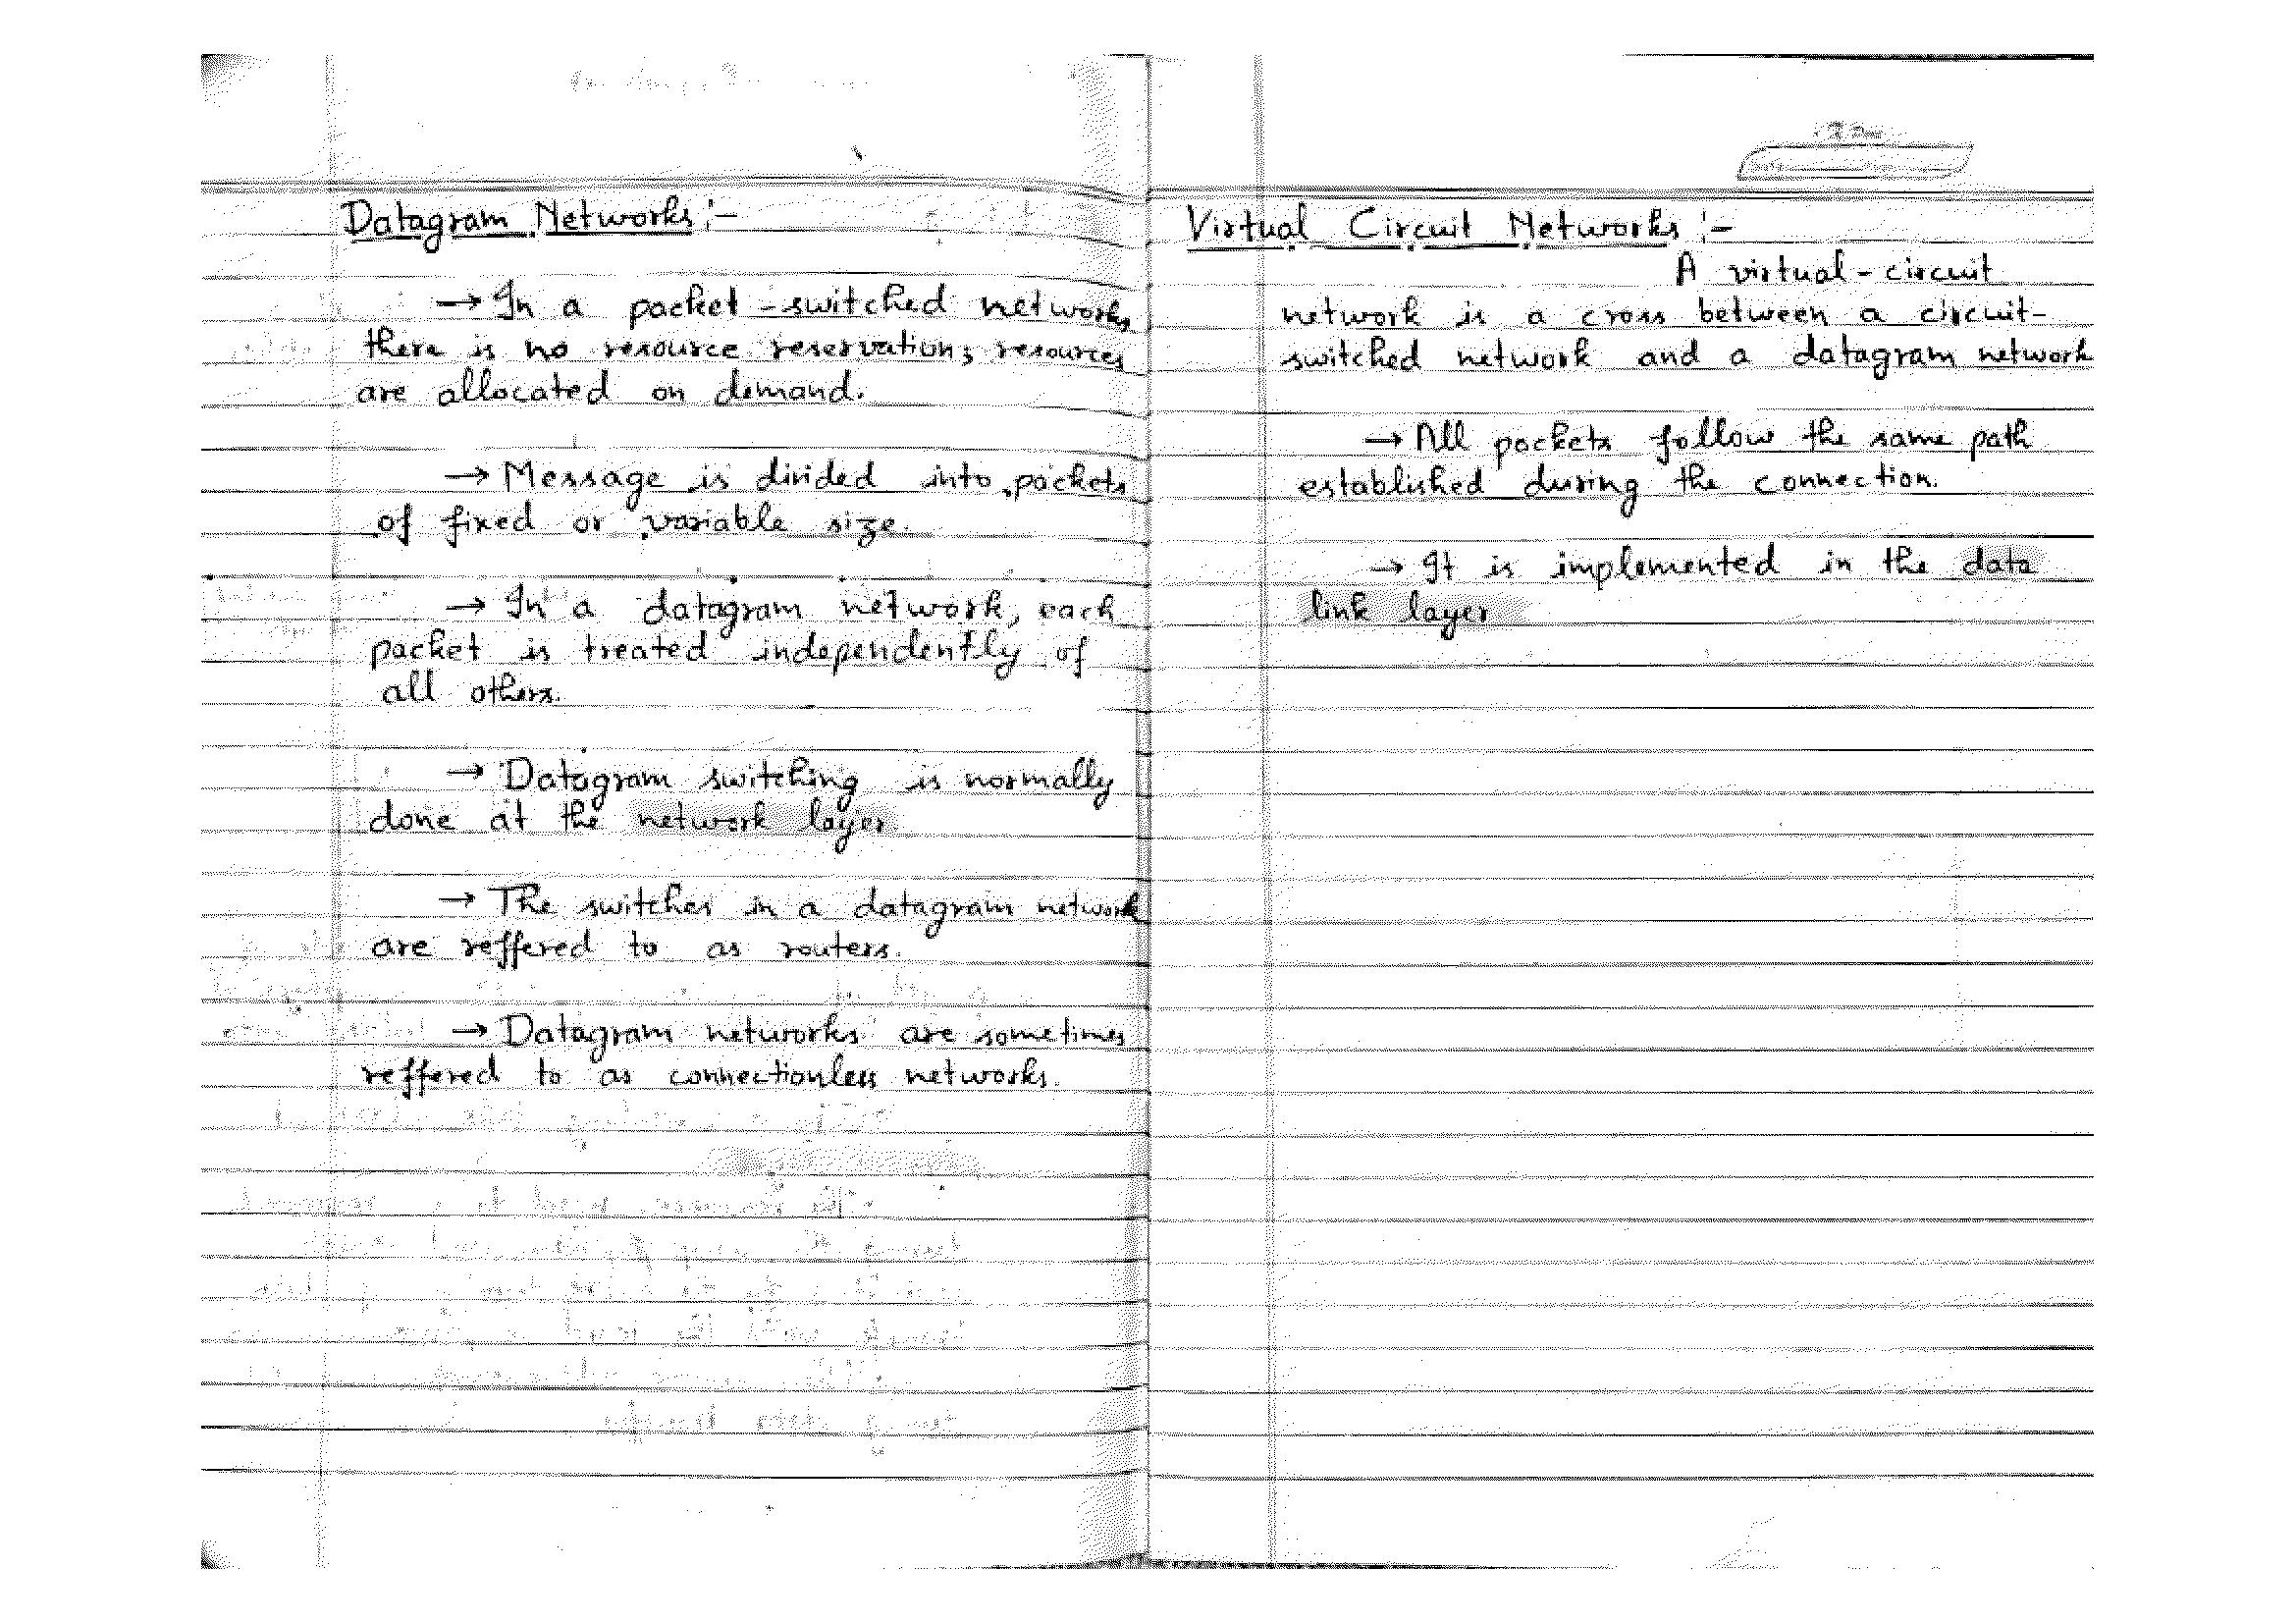 Datagram Networks :-
→ In a packet-switched networks
there is no resource reservation; resources
are allocated on demand.
→ Message is divided into packets
of fixed or variable size.
→ In a datagram network, each
packet is treated independently of
all others.
→ Datagram switching is normally
done at the network layer
→ The switches in a datagram network
are reffered to as routers.
→ Datagram networks are sometimes
reffered to as connectionless networks.
Virtual Circuit Networks :-
A virtual-circuit
network is a cross between a circuit-
switched network and a datagram network
→ All packets follow the same path
established during the connection.
→ It is implemented in the data
link layer